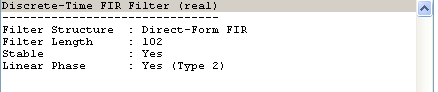 Discrete-Time FIR Filter (real)
-------------------------------
Filter Structure  : Direct-Form FIR
Filter Length     : 102
Stable            : Yes
Linear Phase      : Yes (Type 2)